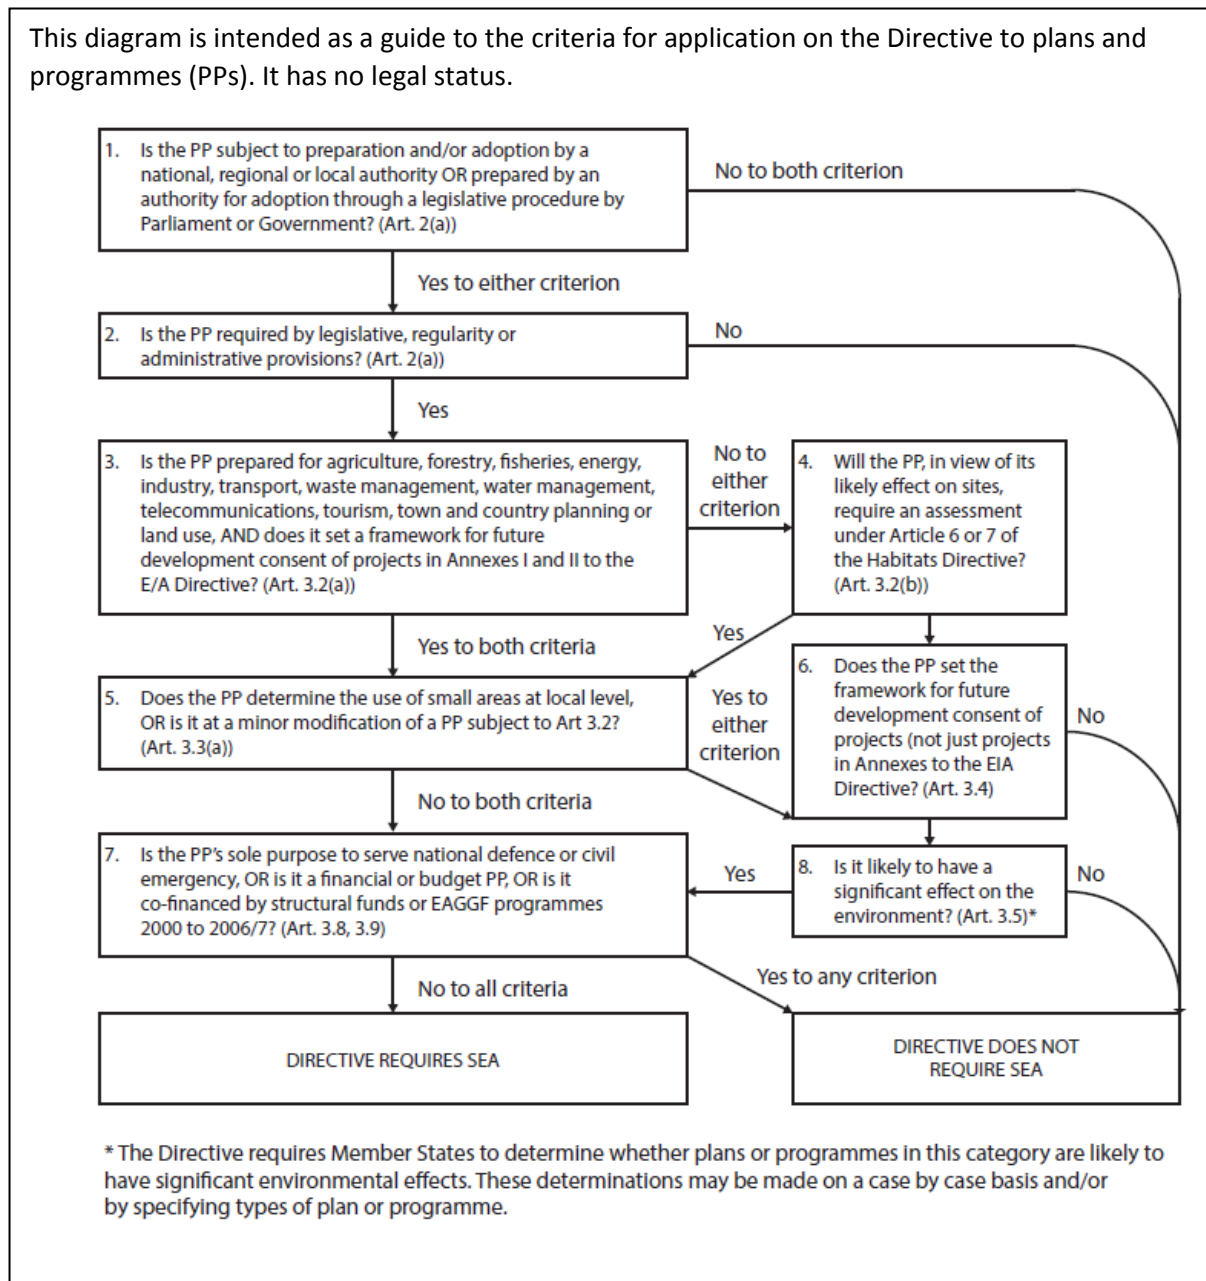 This diagram is intended as a guide to the criteria for application on the Directive to plans and
programmes (PPs). It has no legal status.
1. Is the PP subject to preparation and/or adoption by a
national, regional or local authority OR prepared by an
authority for adoption through a legislative procedure by
Parliament or Government? (Art. 2(a))
No to both criterion
Yes to either criterion
2. Is the PP required by legislative, regularity or
administrative provisions? (Art. 2(a))
No
Yes
3. Is the PP prepared for agriculture, forestry, fisheries, energy,
industry, transport, waste management, water management,
telecommunications, tourism, town and country planning or
land use, AND does it set a framework for future
development consent of projects in Annexes I and II to the
E/A Directive? (Art. 3.2(a))
No to
either
criterion
4. Will the PP, in view of its
likely effect on sites,
require an assessment
under Article 6 or 7 of
the Habitats Directive?
(Art. 3.2(b))
Yes to both criteria
Yes
5. Does the PP determine the use of small areas at local level,
OR is it at a minor modification of a PP subject to Art 3.2?
(Art. 3.3(a))
Yes to
either
criterion
6. Does the PP set the
framework for future
development consent of
projects (not just projects
in Annexes to the EIA
Directive? (Art. 3.4)
No
No to both criteria
7. Is the PP's sole purpose to serve national defence or civil
emergency, OR is it a financial or budget PP, OR is it
co-financed by structural funds or EAGGF programmes
2000 to 2006/7? (Art. 3.8, 3.9)
Yes
8. Is it likely to have a
significant effect on the
environment? (Art. 3.5)*
No
No to all criteria
Yes to any criterion
DIRECTIVE REQUIRES SEA
DIRECTIVE DOES NOT
REQUIRE SEA
* The Directive requires Member States to determine whether plans or programmes in this category are likely to
have significant environmental effects. These determinations may be made on a case by case basis and/or
by specifying types of plan or programme.